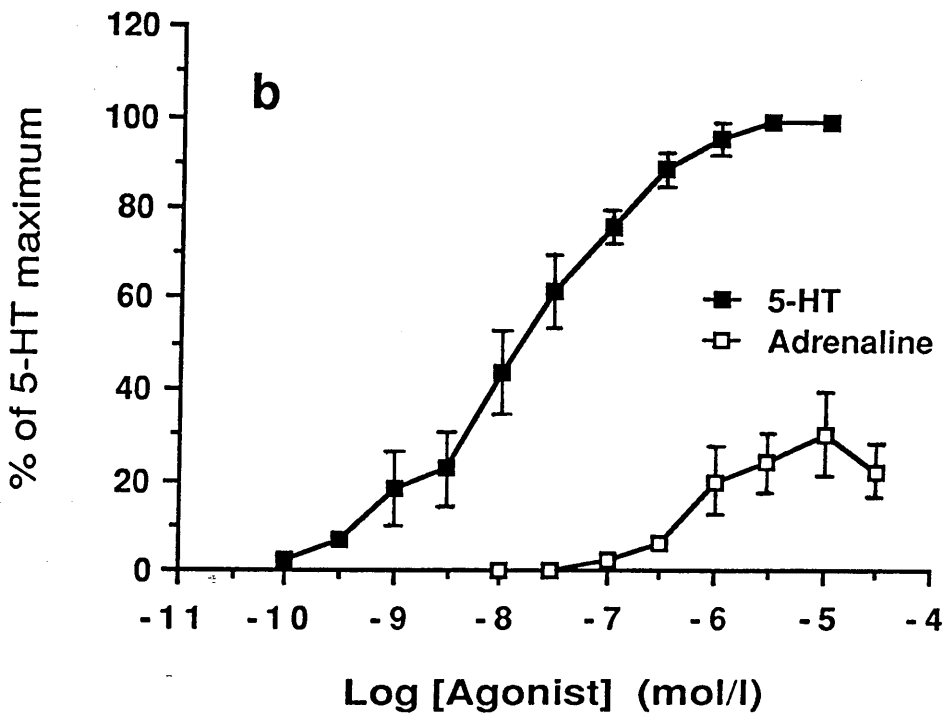 120
b
100
80
60
40
20
0
% of 5-HT maximum
5-HT
Adrenaline
-11 -10 -9 -8 -7 -6 -5 -4
Log [Agonist] (mol/l)